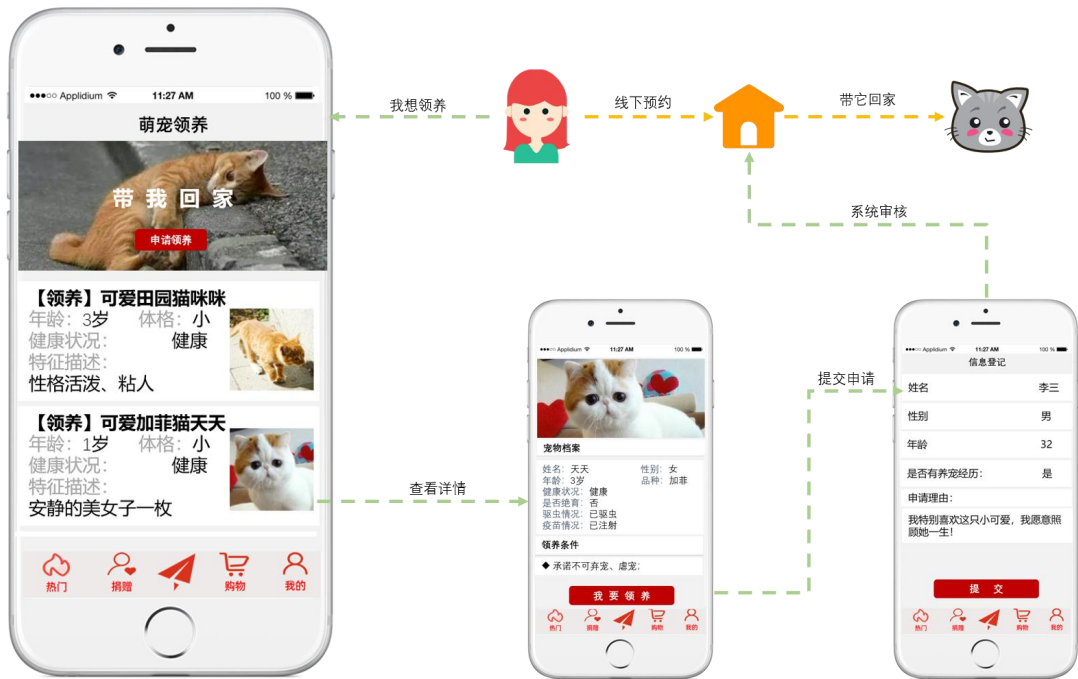 ●●●○○ Applidium 11:27 AM 100 %
萌宠领养
带我回家
申请领养
【领养】可爱田园猫咪咪
年龄：3岁 体格：小
健康状况： 健康
特征描述：
性格活泼、粘人
【领养】可爱加菲猫天天
年龄：1岁 体格：小
健康状况： 健康
特征描述：
安静的美女子一枚
热门 捐赠 购物 我的
我想领养
线下预约
带它回家
系统审核
查看详情
●●●○○ Applidium 11:27 AM 100 %
宠物档案
姓名：天天 性别：女
年龄：3岁 品种：加菲
健康状况：健康
是否绝育：否
驱虫情况：已驱虫
疫苗情况：已注射
领养条件
◆ 承诺不可弃宠、虐宠；
我要领养
热门 捐赠 购物 我的
提交申请
●●●○○ Applidium 11:27 AM 100 %
信息登记
姓名 李三
性别 男
年龄 32
是否有养宠经历： 是
申请理由：
我特别喜欢这只小可爱，我愿意照
顾她一生！
提 交
热门 捐赠 购物 我的